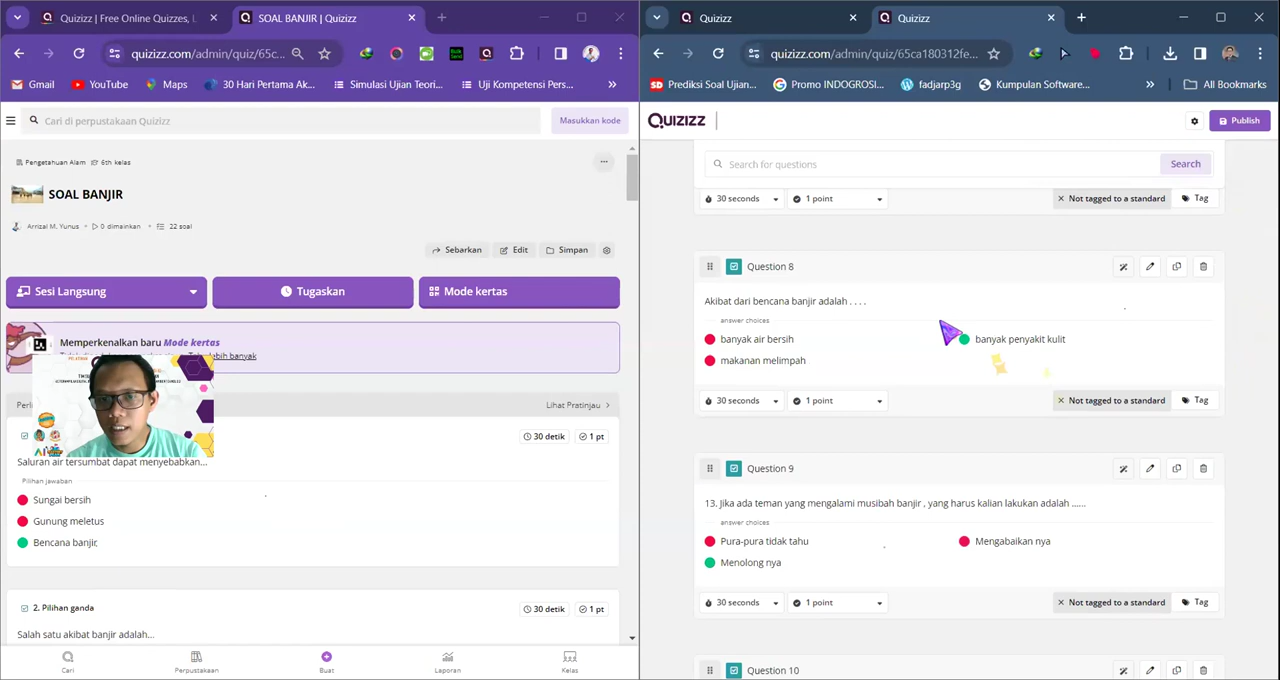 Quizizz | Free Online Quizzes, L
SOAL BANJIR | Quizizz
quizizz.com/admin/quiz/65c...
Gmail
YouTube
Maps
30 Hari Pertama Ak...
Simulasi Ujian Teori...
Uji Kompetensi Pers...
Cari di perpustakaan Quizizz
Masukkan kode
Pengetahuan Alam
6th kelas
SOAL BANJIR
Arrizal M. Yunus
0 dimainkan
22 soal
Sebarkan
Edit
Simpan
Sesi Langsung
Tugaskan
Mode kertas
Memperkenalkan baru Mode kertas
lebih banyak
Lihat Pratinjau
30 detik
1 pt
Saluran air tersumbat dapat menyebabkan...
Pilihan jawaban
Sungai bersih
Gunung meletus
Bencana banjir,
2. Pilihan ganda
30 detik
1 pt
Salah satu akibat banjir adalah...
Cari
Perpustakaan
Buat
Laporan
Kelas
Quizizz
Quizizz
quizizz.com/admin/quiz/65ca180312fe...
Prediksi Soal Ujian...
Promo INDOGROSI...
fadjarp3g
Kumpulan Software...
All Bookmarks
QUIZIZZ
Publish
Search for questions
Search
30 seconds
1 point
Not tagged to a standard
Tag
Question 8
Akibat dari bencana banjir adalah . . . .
answer choices
banyak air bersih
banyak penyakit kulit
makanan melimpah
30 seconds
1 point
Not tagged to a standard
Tag
Question 9
13. Jika ada teman yang mengalami musibah banjir , yang harus kalian lakukan adalah ......
answer choices
Pura-pura tidak tahu
Mengabaikan nya
Menolong nya
30 seconds
1 point
Not tagged to a standard
Tag
Question 10